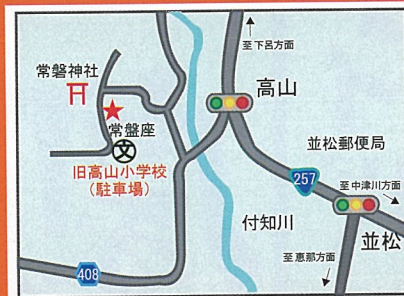 至下呂方面
常磐神社
高山
常盤座
文
並松郵便局
旧高山小学校
(駐車場)
257
至中津川方面
付知川
並松
至恵那方面
408